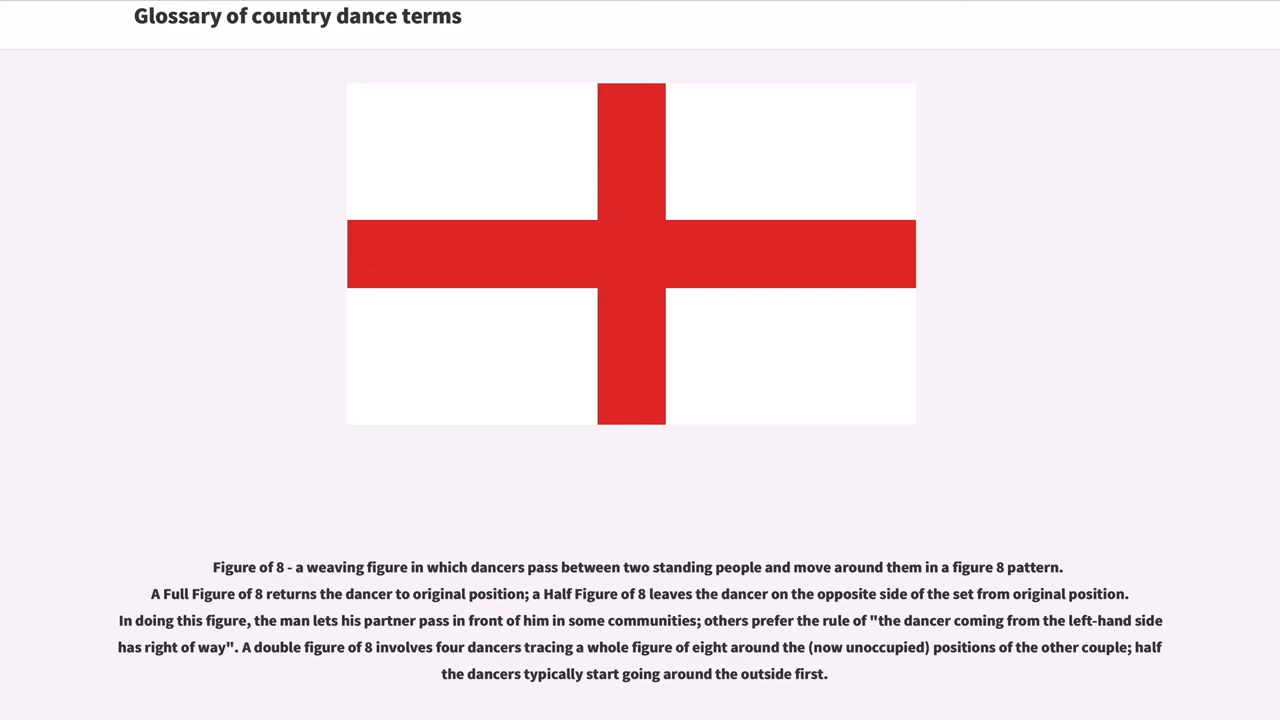 Glossary of country dance terms
Figure of 8 - a weaving figure in which dancers pass between two standing people and move around them in a figure 8 pattern.
A Full Figure of 8 returns the dancer to original position; a Half Figure of 8 leaves the dancer on the opposite side of the set from original position.
In doing this figure, the man lets his partner pass in front of him in some communities; others prefer the rule of "the dancer coming from the left-hand side
has right of way". A double figure of 8 involves four dancers tracing a whole figure of eight around the (now unoccupied) positions of the other couple; half
the dancers typically start going around the outside first.